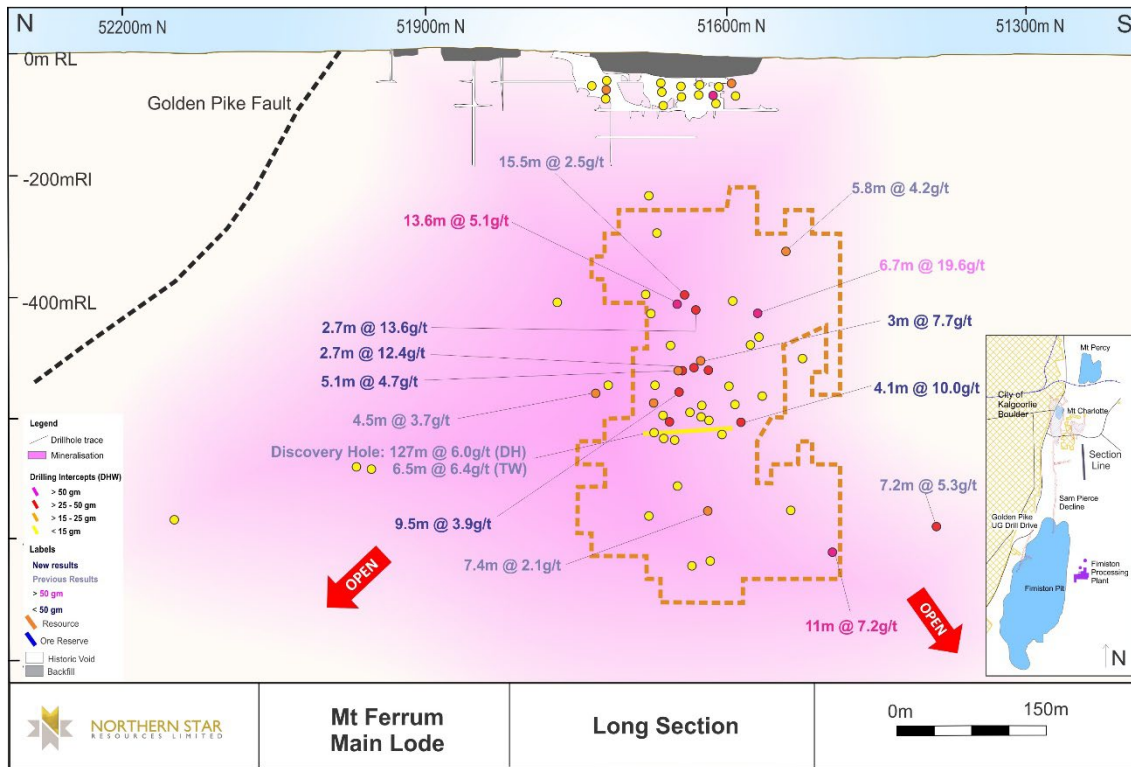 N
52200m N
51900m N
51600m N
51300m N
S
0m RL
Golden Pike Fault
-200mRl
-400mRL
15.5m @ 2.5g/t
5.8m @ 4.2g/t
13.6m @ 5.1g/t
6.7m @ 19.6g/t
2.7m @ 13.6g/t
3m @ 7.7g/t
2.7m @ 12.4g/t
5.1m @ 4.7g/t
4.1m @ 10.0g/t
4.5m @ 3.7g/t
Discovery Hole: 127m @ 6.0g/t (DH)
6.5m @ 6.4g/t (TW)
7.2m @ 5.3g/t
9.5m @ 3.9g/t
7.4m @ 2.1g/t
11m @ 7.2g/t
OPEN
OPEN
Legend
Drillhole trace
Mineralisation
Drilling Intercepts (DHW)
> 50 gm
> 25 - 50 gm
> 15 - 25 gm
< 15 gm
Labels
New results
Previous Results
> 50 gm
< 50 gm
Resource
Ore Reserve
Historic Void
Backfill
Mt Percy
City of
Kalgoorlie
Boulder
Mt Charlotte
Section
Line
Sam Pierce
Decline
Golden Pike
UG Drill Drive
Fimiston
Processing
Plant
Fimiston Pit
N
NORTHERN STAR
RESOURCES LIMITED
Mt Ferrum
Main Lode
Long Section
0m
150m